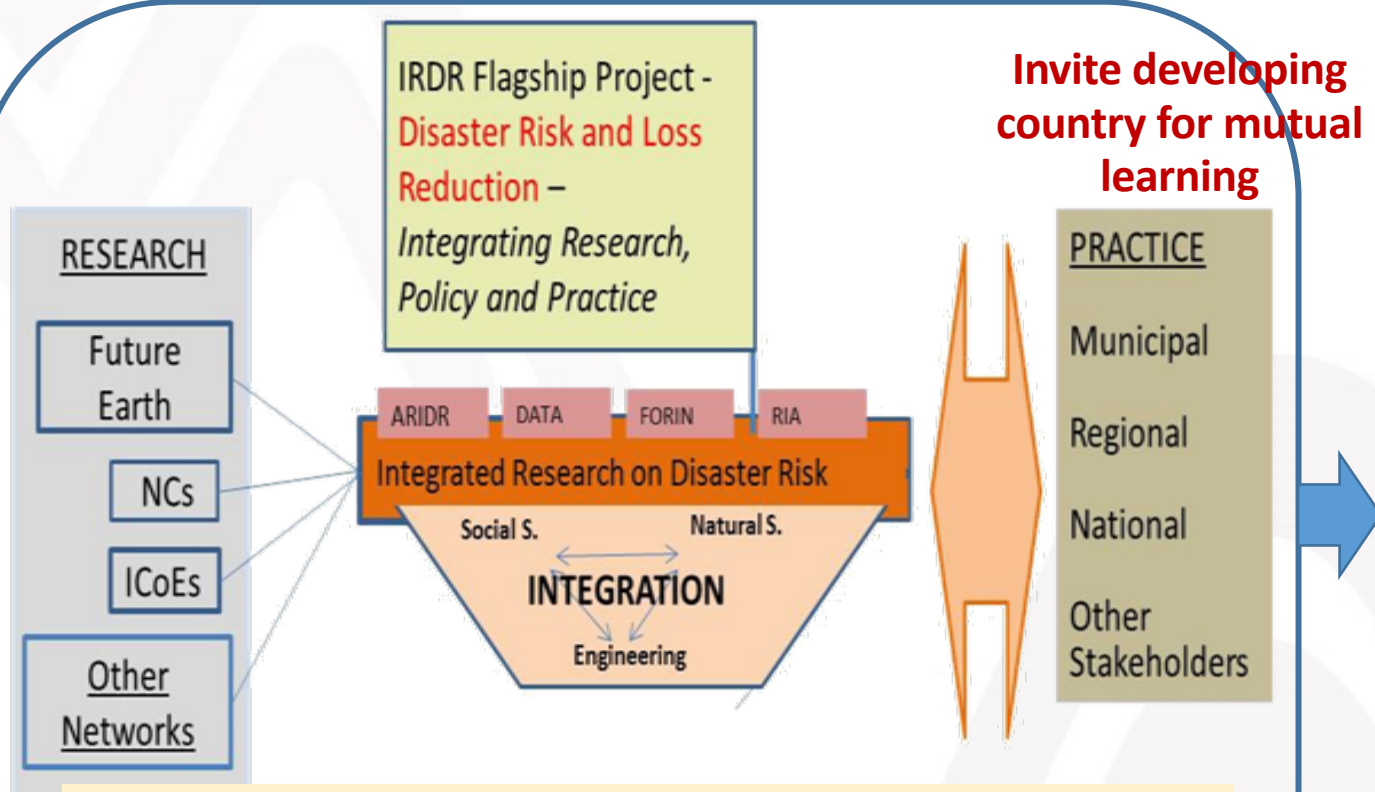 IRDR Flagship Project -
Disaster Risk and Loss
Reduction –
Integrating Research,
Policy and Practice
Invite developing
country for mutual
learning
RESEARCH
Future
Earth
NCs
ICoEs
Other
Networks
ARIDR
DATA
FORIN
RIA
Integrated Research on Disaster Risk
Social S.
Natural S.
INTEGRATION
Engineering
PRACTICE
Municipal
Regional
National
Other
Stakeholders